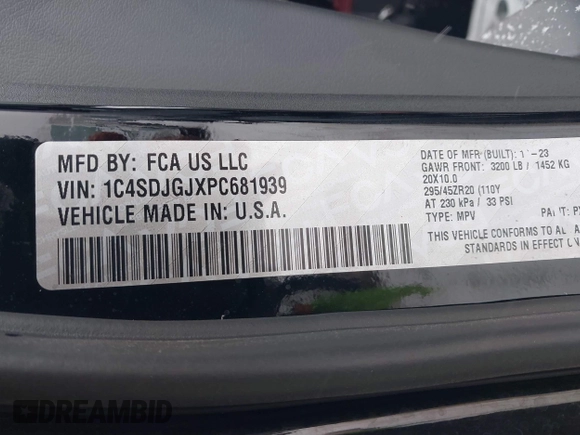 MFD BY: FCA US LLC
VIN: 1C4SDJGJXPC681939
VEHICLE MADE IN: U.S.A.
DATE OF MFR (BUILT): -23
GAWR FRONT: 3200 LB / 1452 KG
20X10.0
295/45ZR20 (110Y
AT 230 kPa / 33 PSI
TYPE: MPV
THIS VEHICLE CONFORMS TO
STANDARDS IN EFFECT
DREAMBID